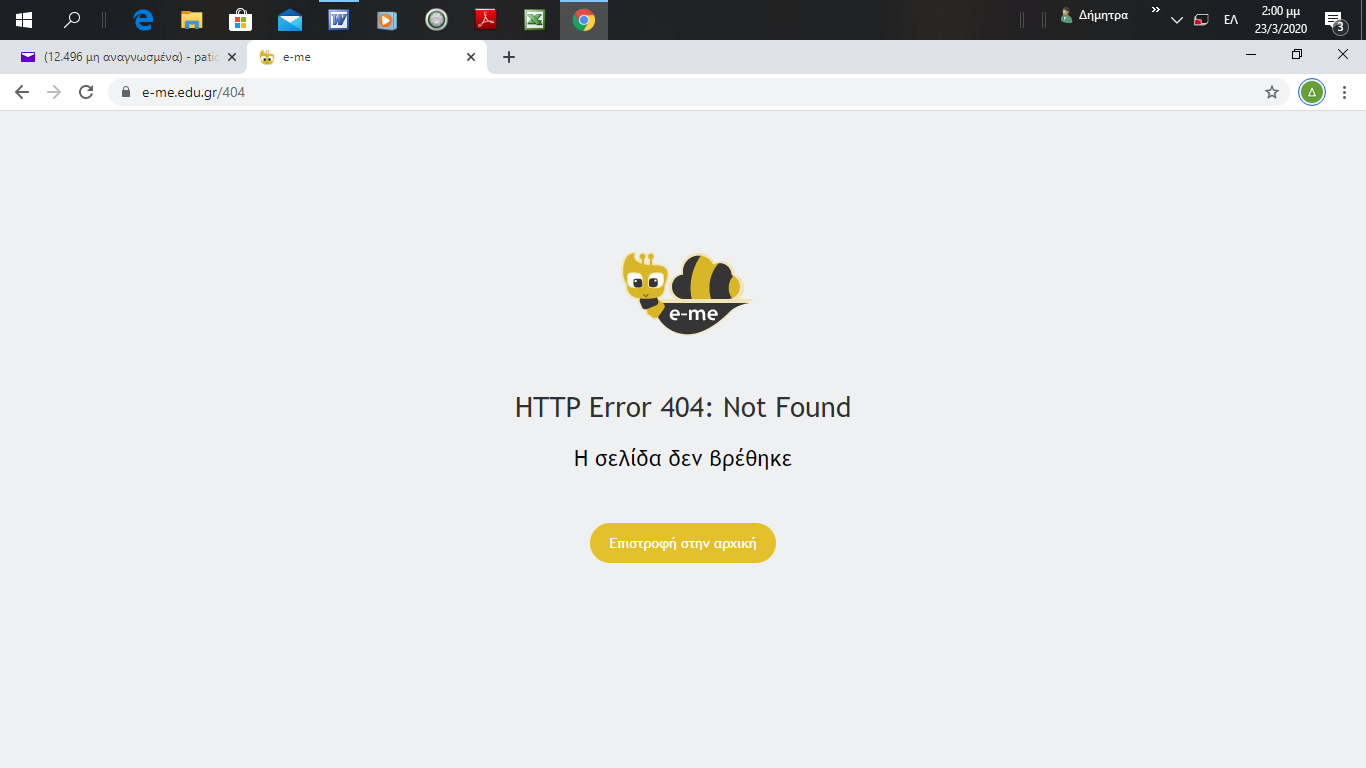 Δήμητρα
»
ΕΛ
2:00 μμ
23/3/2020
3
(12.496 μη αναγνωσμένα) - patic
e-me
e-me.edu.gr/404
Δ
e-me
HTTP Error 404: Not Found
Η σελίδα δεν βρέθηκε
Επιστροφή στην αρχική